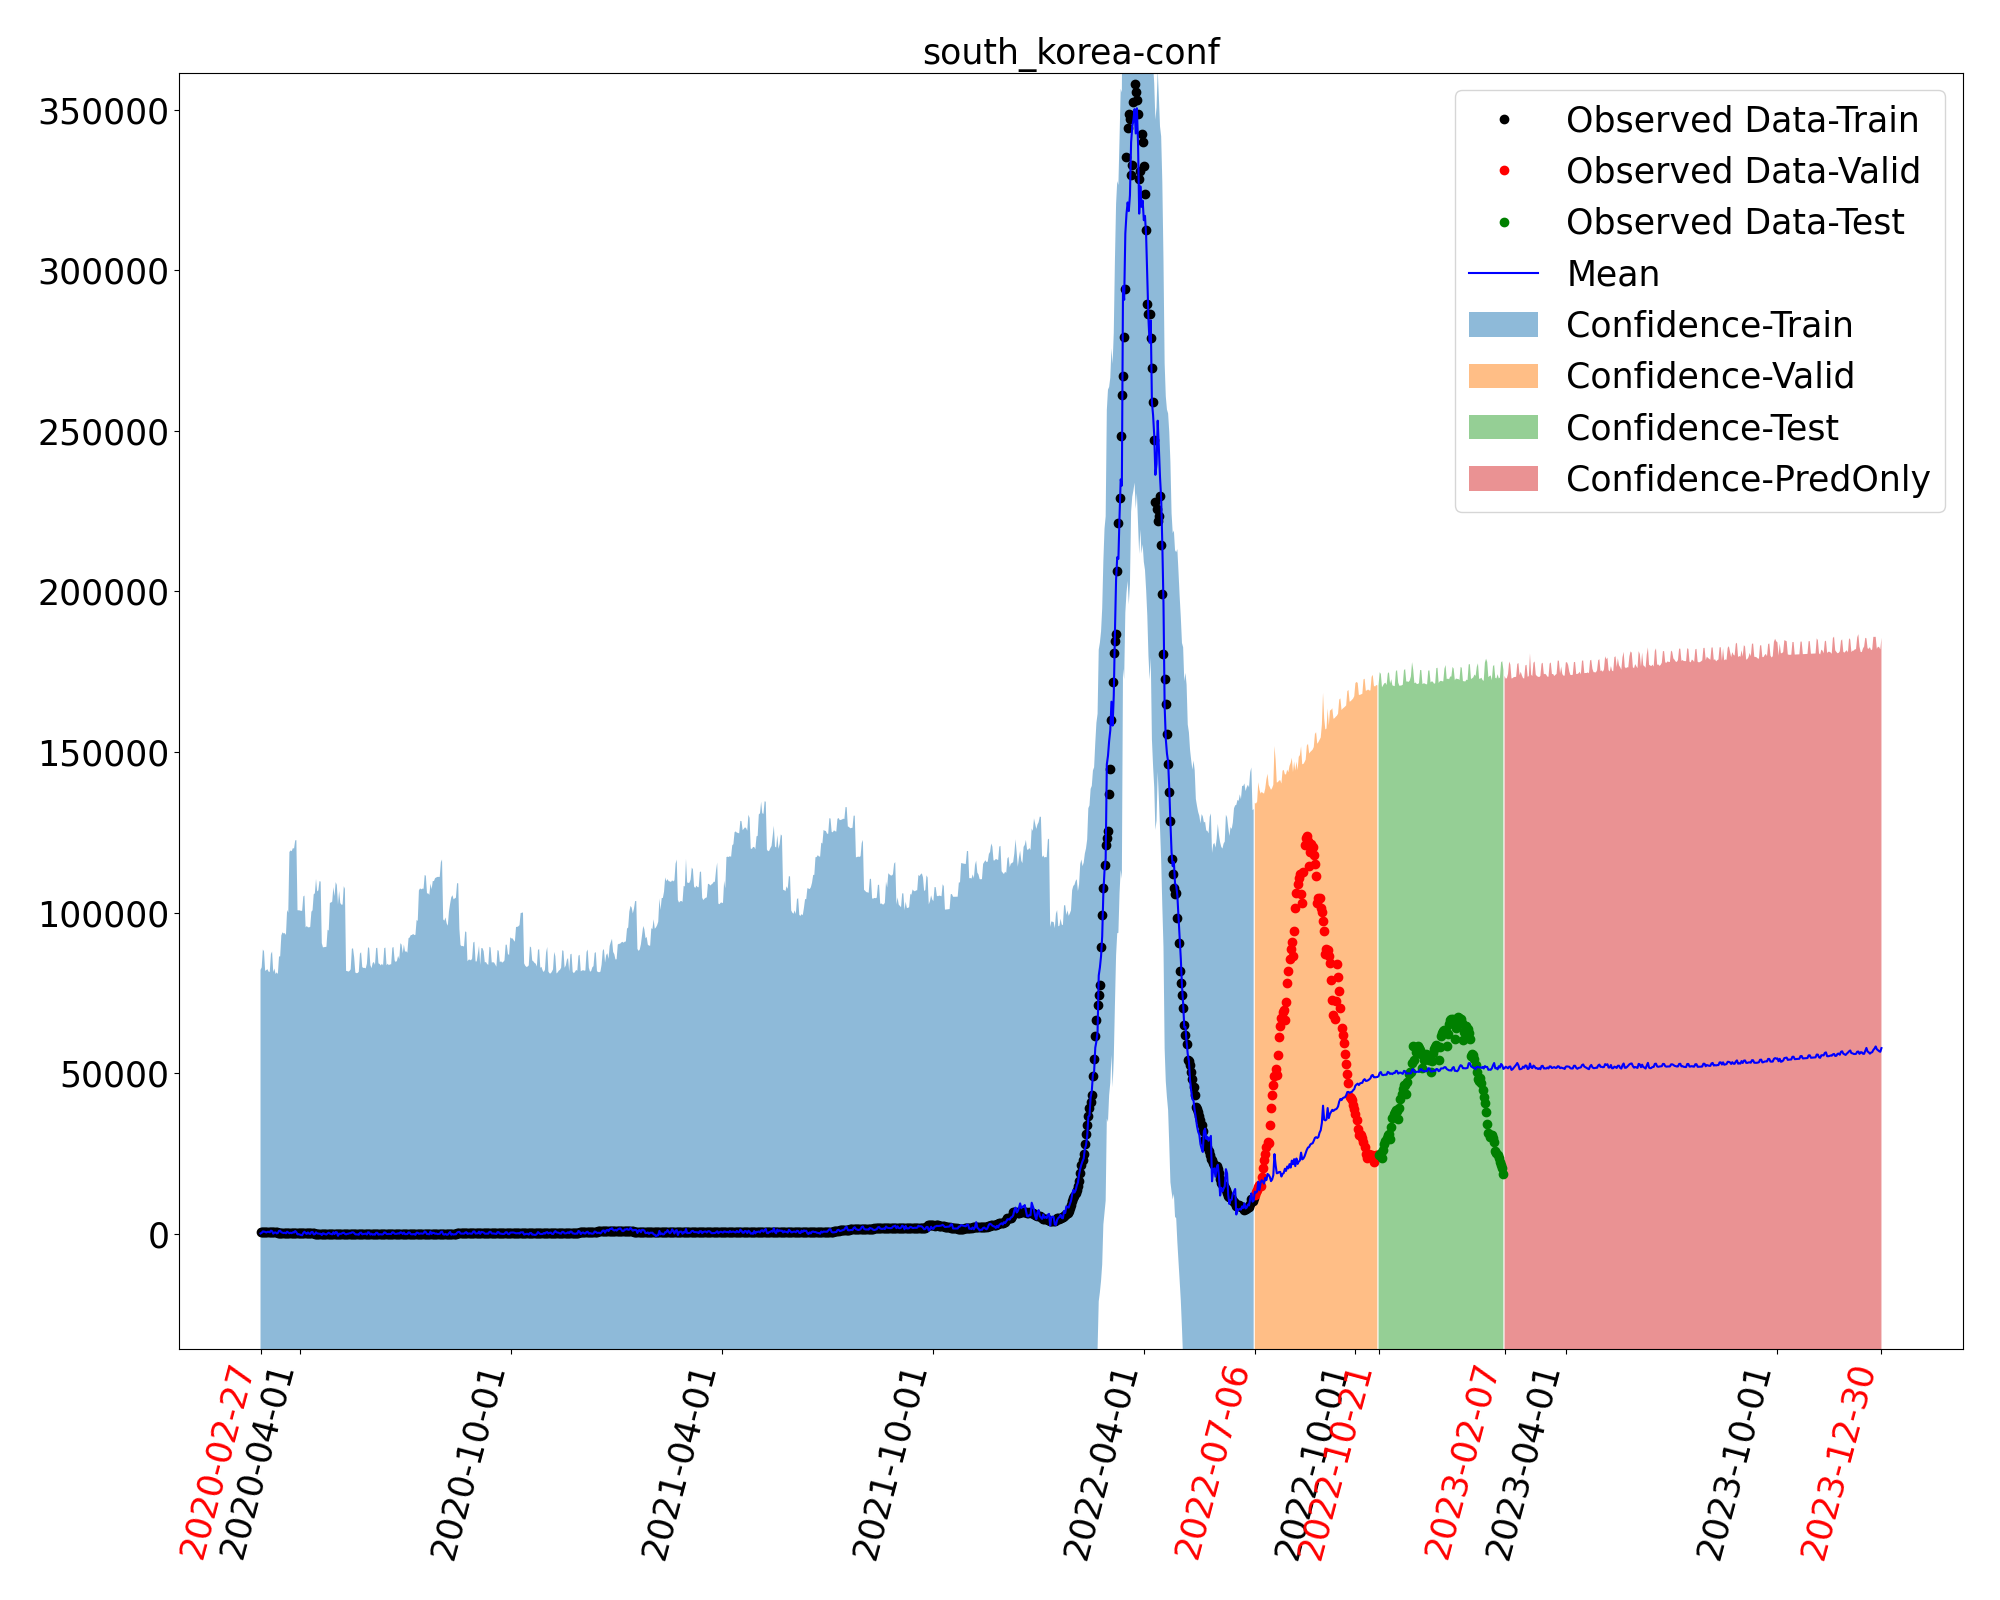 south_korea-conf
350000
300000
250000
200000
150000
100000
50000
0
Observed Data-Train
Observed Data-Valid
Observed Data-Test
Mean
Confidence-Train
Confidence-Valid
Confidence-Test
Confidence-PredOnly
2020-02-27
2020-04-01
2020-10-01
2021-04-01
2021-10-01
2022-04-01
2022-07-06
2022-10-01
2022-10-21
2023-02-07
2023-04-01
2023-10-01
2023-12-30